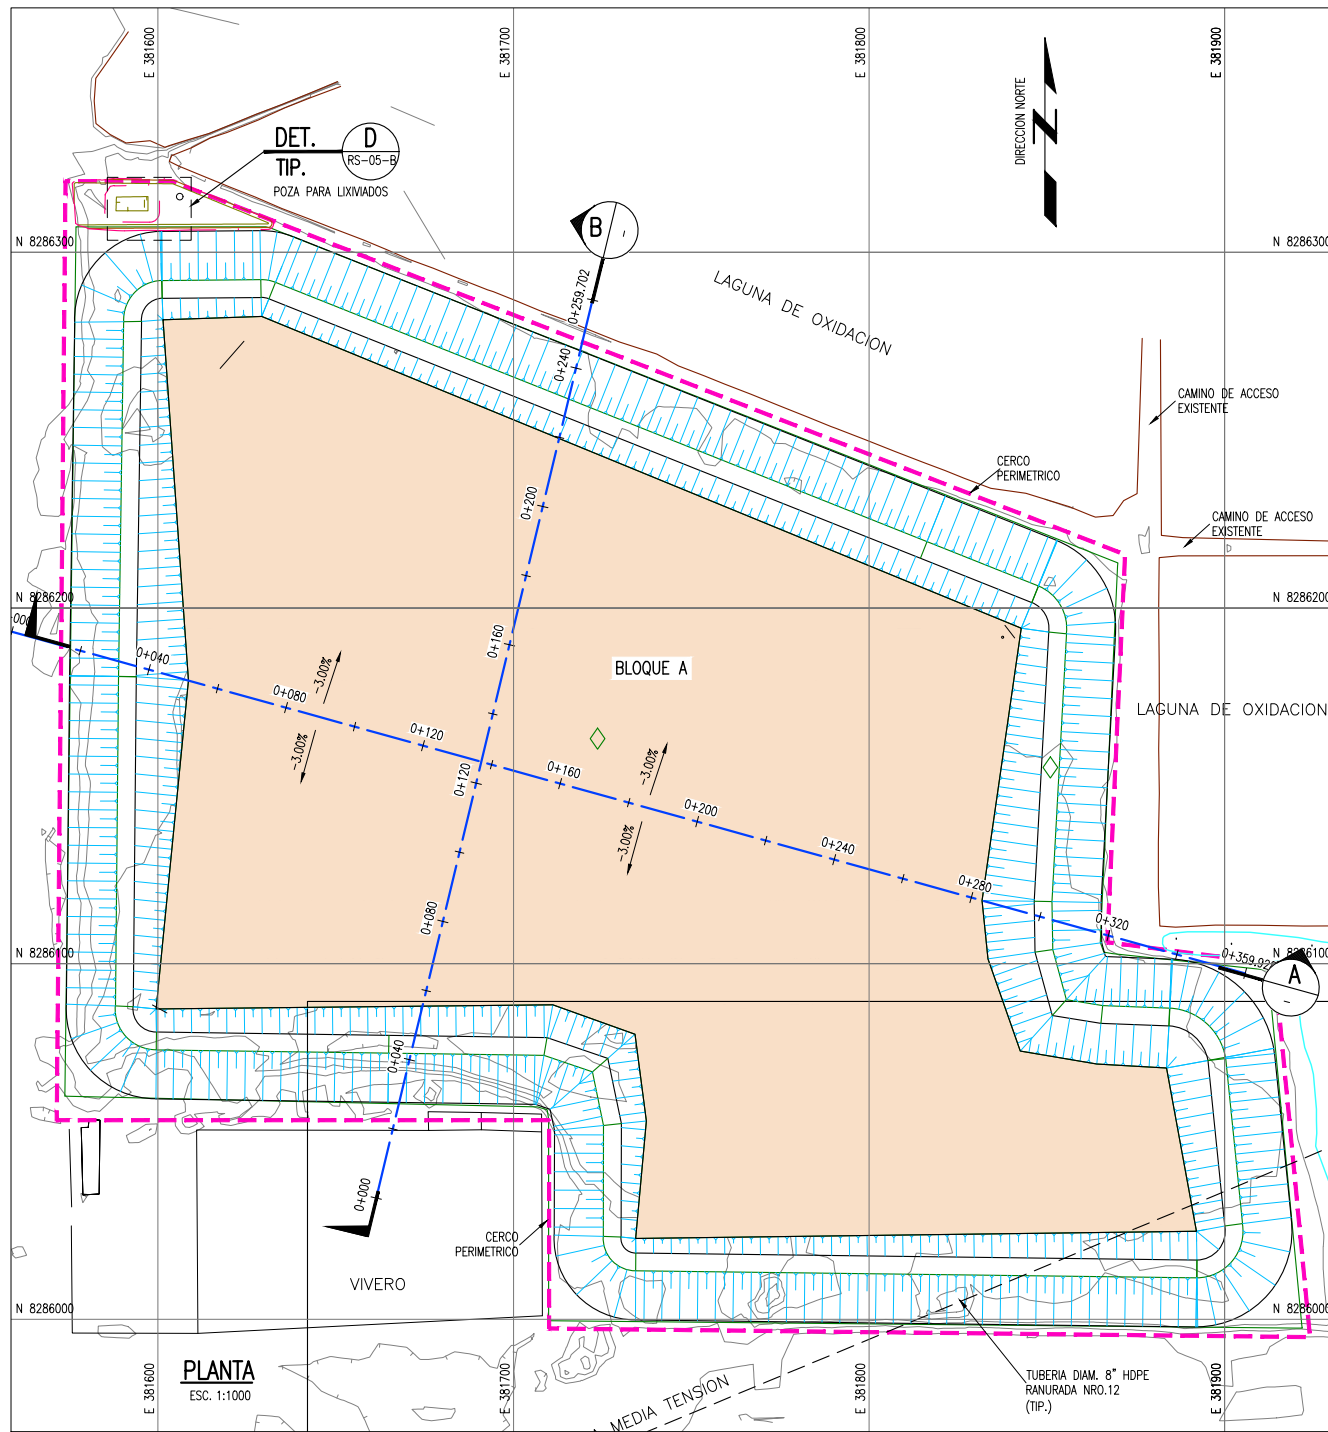 E 381600
E 381700
E 381800
E 381900
DIRECCION NORTE
N
DET.
TIP.
D
RS-05-B
POZA PARA LIXIVIADOS
B
N 8286300
N 8286300
0+259.702
LAGUNA DE OXIDACION
0+240
CAMINO DE ACCESO
EXISTENTE
CERCO
PERIMETRICO
0+200
CAMINO DE ACCESO
EXISTENTE
N 8286200
N 8286200
0+160
0+040
BLOQUE A
-3.00%
0+080
LAGUNA DE OXIDACION
0+120
-3.00%
0+120
0+160
-3.00%
0+200
-3.00%
0+240
0+280
0+080
0+320
N 8286100
N 8286100
A
0+040
0+000
CERCO
PERIMETRICO
VIVERO
N 8286000
N 8286000
PLANTA
ESC. 1:1000
E 381600
E 381700
MEDIA TENSION
E 381800
TUBERIA DIAM. 8" HDPE
RANURADA NRO.12
(TIP.)
E 381900